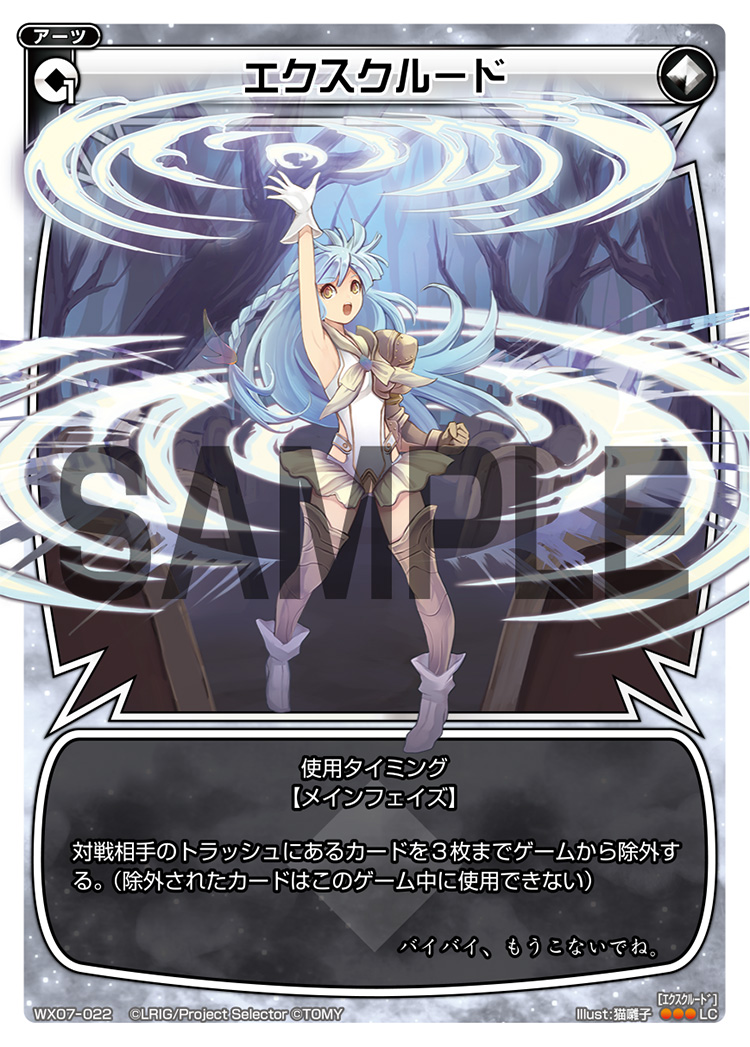 アーツ
エクスクルード
1
SAMPLE
使用タイミング
【メインフェイズ】
対戦相手のトラッシュにあるカードを3枚までゲームから除外す
る。（除外されたカードはこのゲーム中に使用できない）
バイバイ、もうこないでね。
[エクスクルード]
WX07-022 ©LRIG/Project Selector ©TOMY Illust:猫囃子 LC